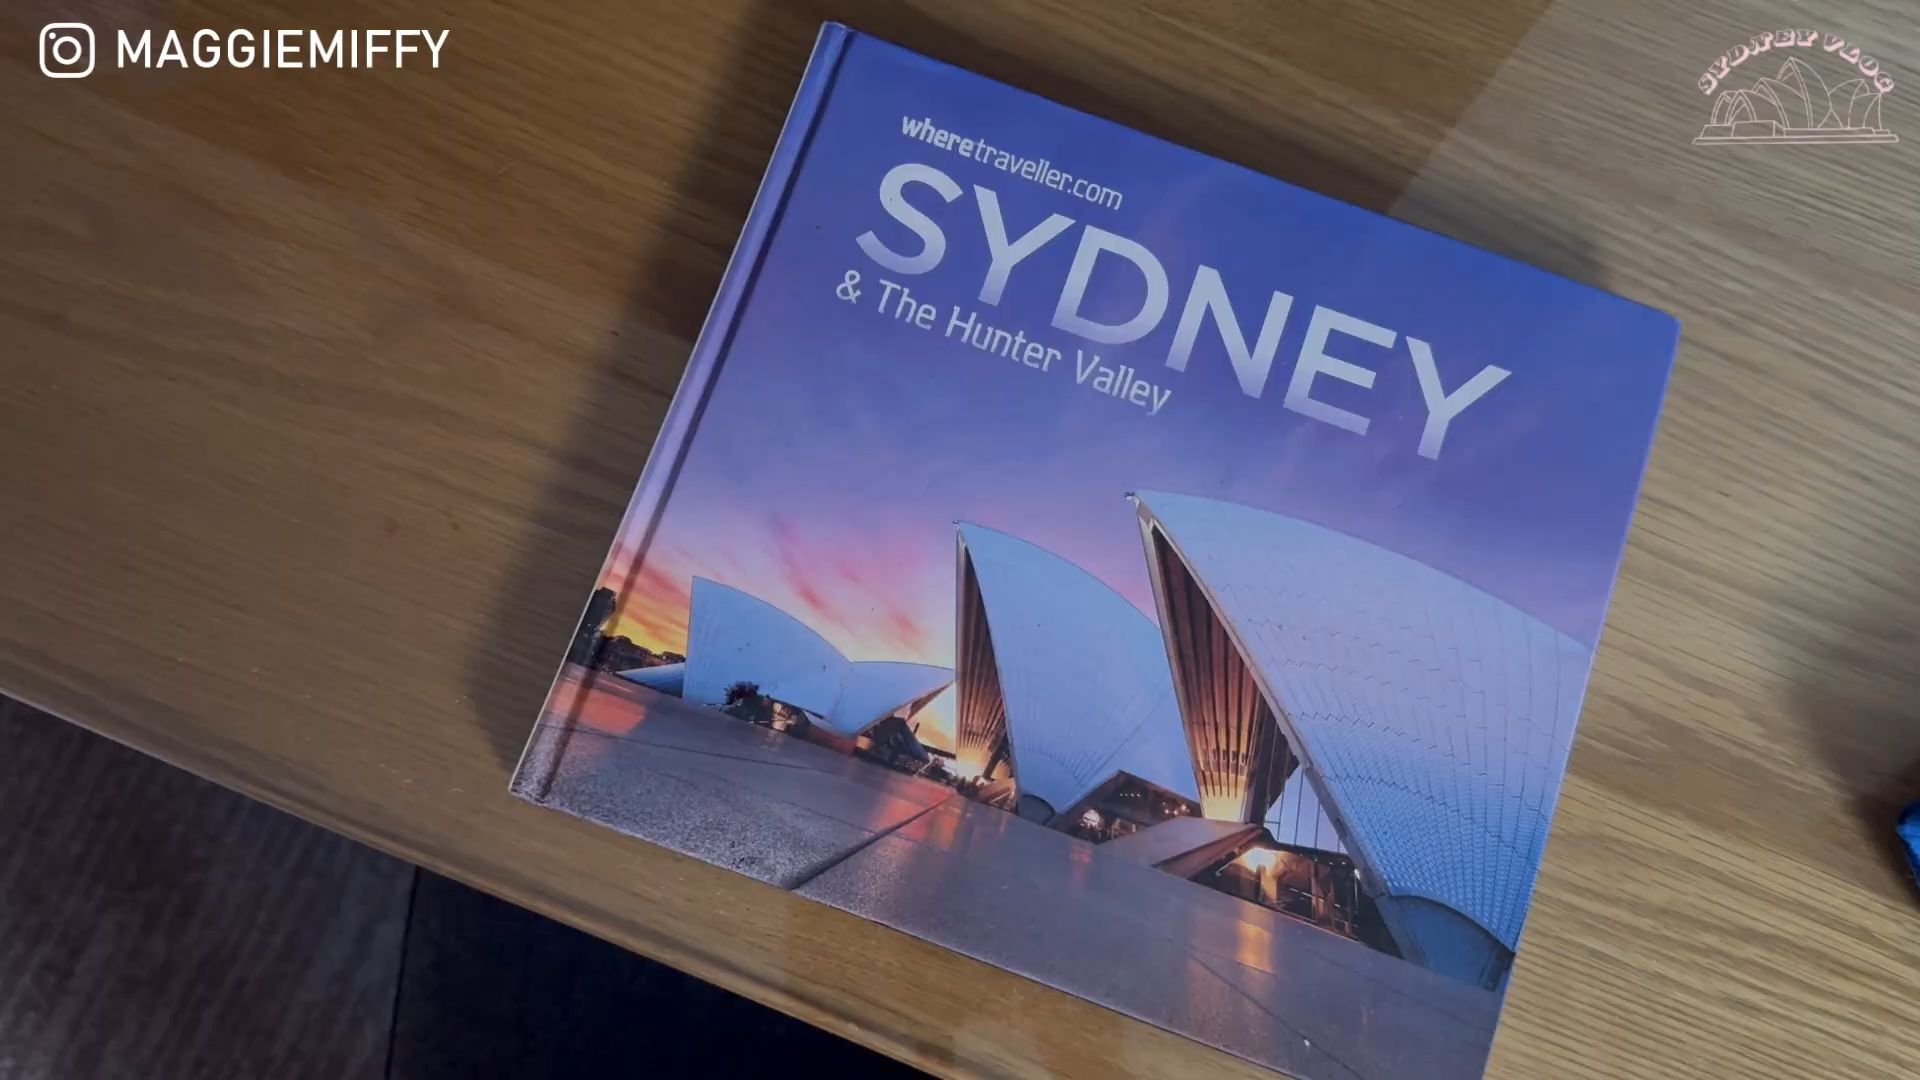 MAGGIEMIFFY
SYDNEY VLOG
wheretraveller.com
SYDNEY
& The Hunter Valley